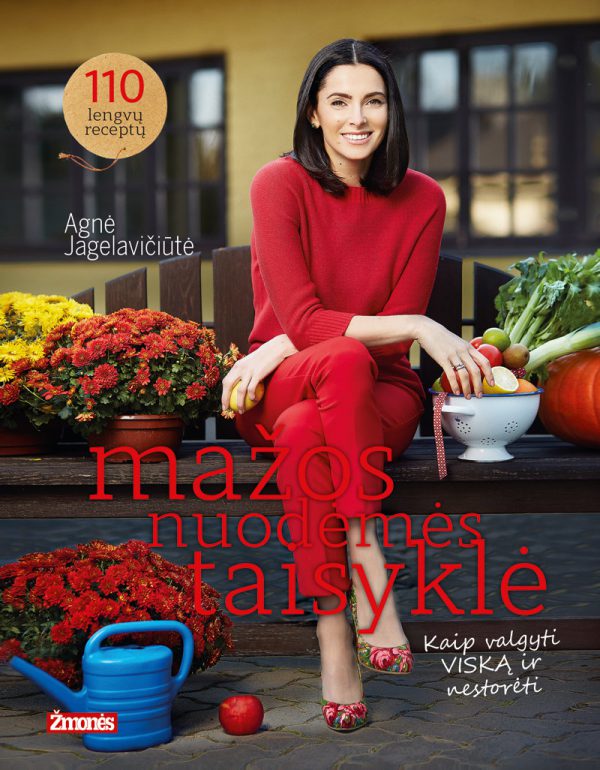 110
lengvų
receptų
Agnė
Jagelavičiūtė
mažos
nuodėmės
taisyklė
Kaip valgyti
VISKĄ ir
nestorėti
Žmonės